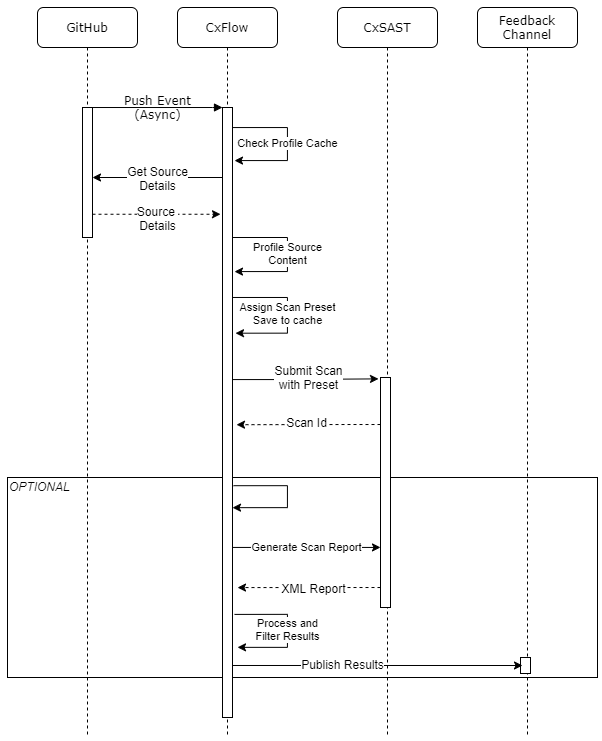 GitHub
CxFlow
CxSAST
Feedback
Channel
Push Event
(Async)
Check Profile Cache
Get Source
Details
Source
Details
Profile Source
Content
Assign Scan Preset
Save to cache
Submit Scan
with Preset
Scan Id
OPTIONAL
Generate Scan Report
XML Report
Process and
Filter Results
Publish Results